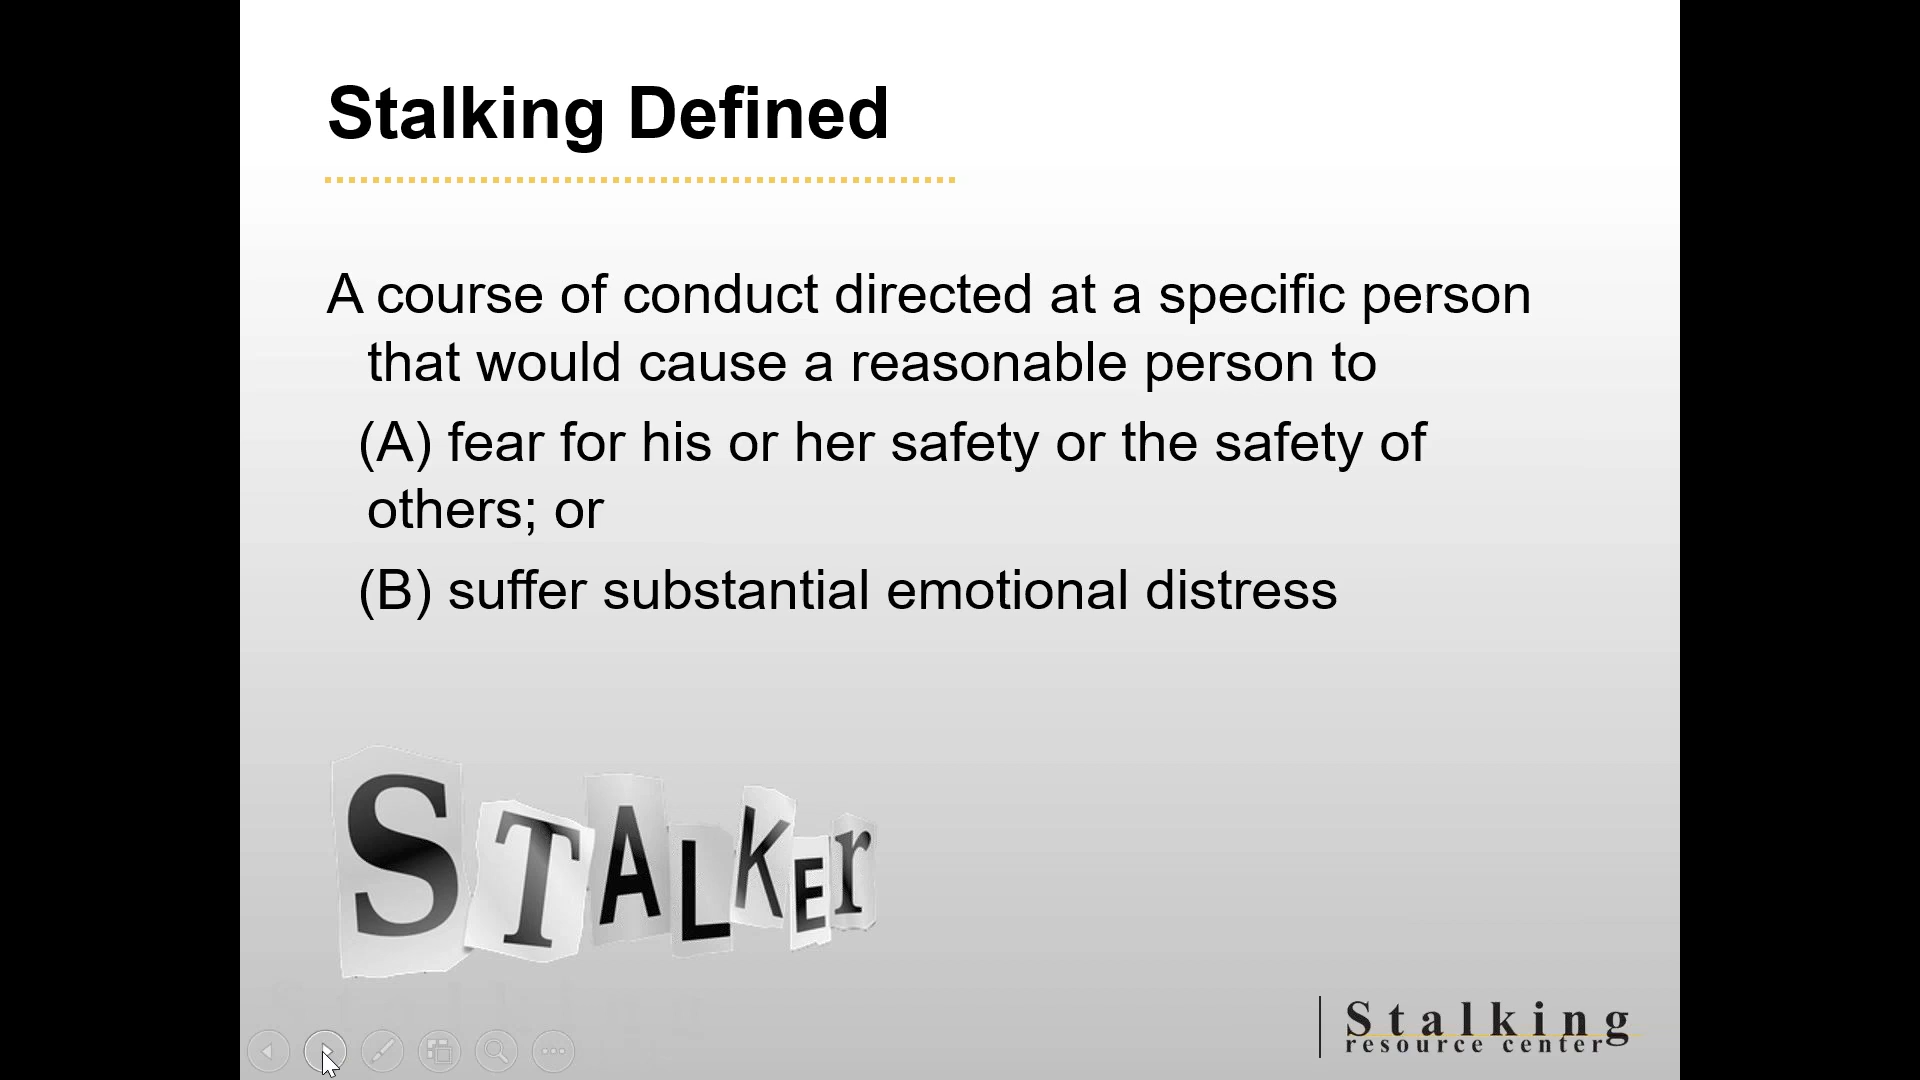 Stalking Defined
A course of conduct directed at a specific person
that would cause a reasonable person to
(A) fear for his or her safety or the safety of
others; or
(B) suffer substantial emotional distress
STALKEr
Stalking
resource center